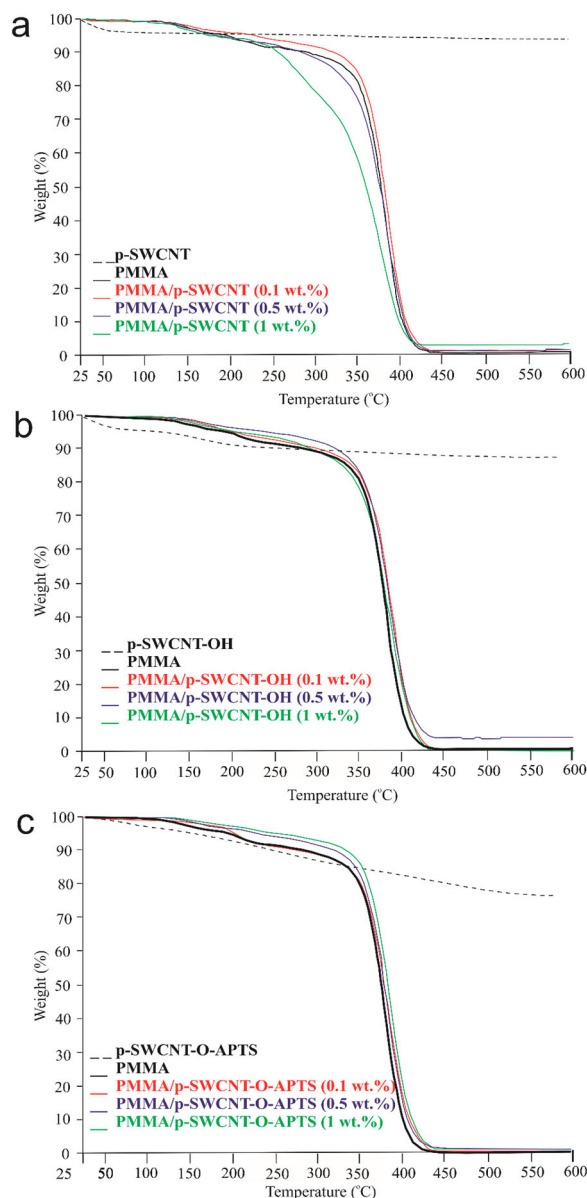 a
100
90
80
70
60
50
40
30
20
10
0
Weight (%)
p-SWCNT
PMMA
PMMA/p-SWCNT (0.1 wt.%)
PMMA/p-SWCNT (0.5 wt.%)
PMMA/p-SWCNT (1 wt.%)
25 50 100 150 200 250 300 350 400 450 500 550 600
Temperature (°C)
b
100
90
80
70
60
50
40
30
20
10
0
Weight (%)
p-SWCNT-OH
PMMA
PMMA/p-SWCNT-OH (0.1 wt.%)
PMMA/p-SWCNT-OH (0.5 wt.%)
PMMA/p-SWCNT-OH (1 wt.%)
25 50 100 150 200 250 300 350 400 450 500 550 600
Temperature (°C)
c
100
90
80
70
60
50
40
30
20
10
0
Weight (%)
p-SWCNT-O-APTS
PMMA
PMMA/p-SWCNT-O-APTS (0.1 wt.%)
PMMA/p-SWCNT-O-APTS (0.5 wt.%)
PMMA/p-SWCNT-O-APTS (1 wt.%)
25 50 100 150 200 250 300 350 400 450 500 550 600
Temperature (°C)